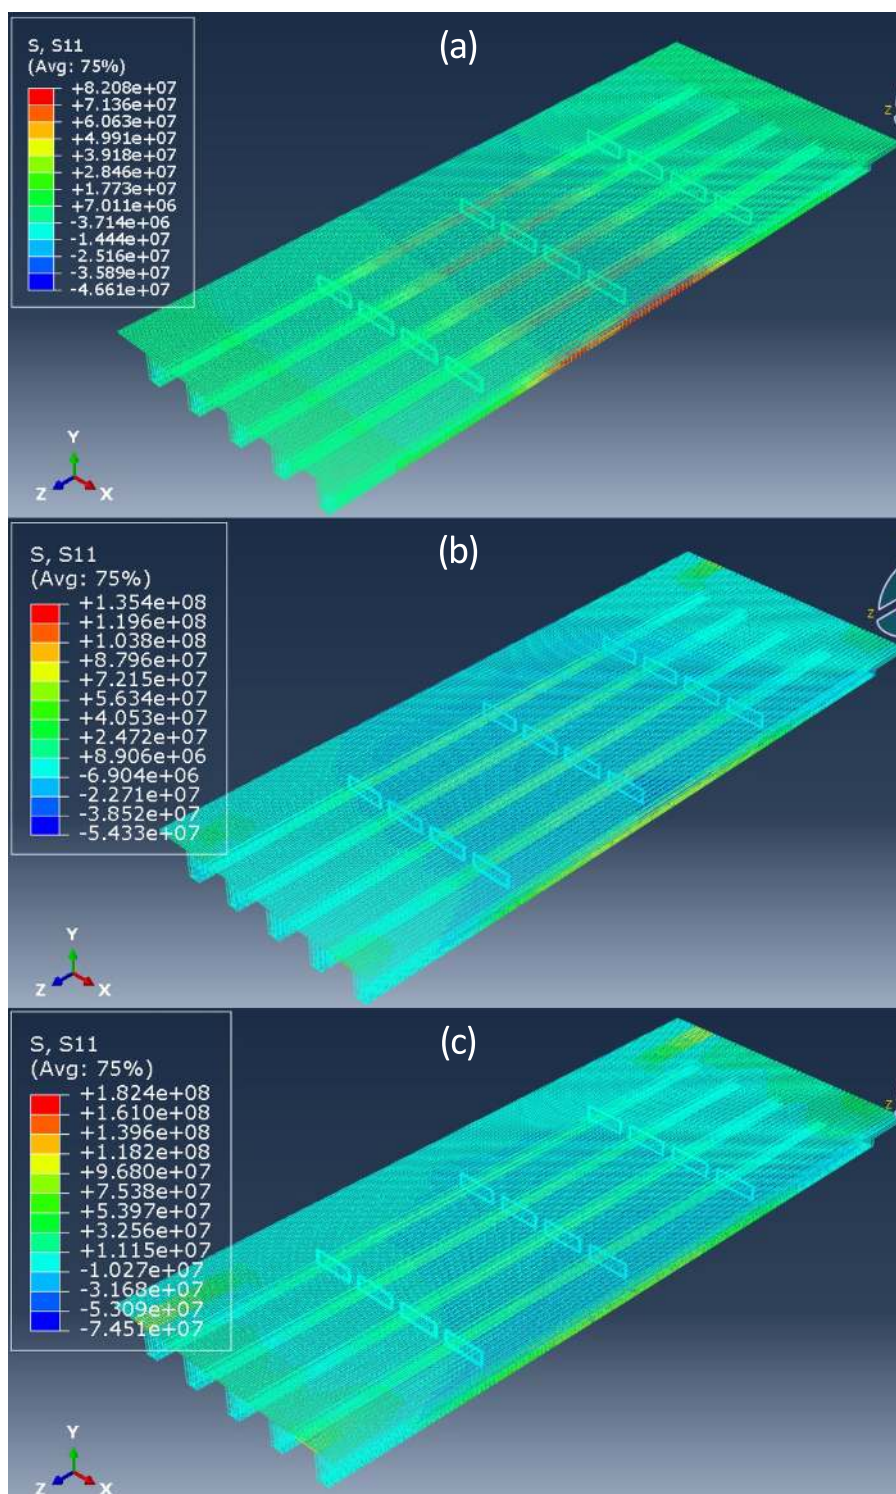 (a)
S, S11
(Avg: 75%)
+8.208e+07
+7.136e+07
+6.063e+07
+4.991e+07
+3.918e+07
+2.846e+07
+1.773e+07
+7.011e+06
-3.714e+06
-1.444e+07
-2.516e+07
-3.589e+07
-4.661e+07
Z
Y
Z X
(b)
S, S11
(Avg: 75%)
+1.354e+08
+1.196e+08
+1.038e+08
+8.796e+07
+7.215e+07
+5.634e+07
+4.053e+07
+2.472e+07
+8.906e+06
-6.904e+06
-2.271e+07
-3.852e+07
-5.433e+07
Z
Y
Z X
(c)
S, S11
(Avg: 75%)
+1.824e+08
+1.610e+08
+1.396e+08
+1.182e+08
+9.680e+07
+7.538e+07
+5.397e+07
+3.256e+07
+1.115e+07
-1.027e+07
-3.168e+07
-5.309e+07
-7.451e+07
Z
Y
Z X